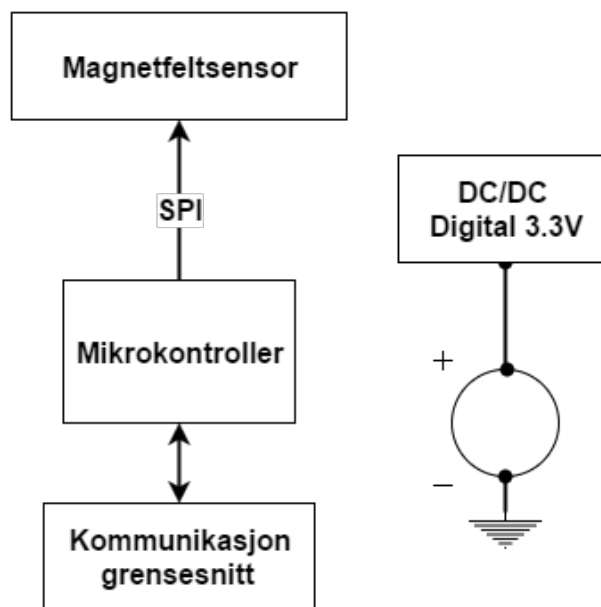 Magnetfeltsensor
SPI
Mikrokontroller
Kommunikasjon
grensesnitt
DC/DC
Digital 3.3V
+
−